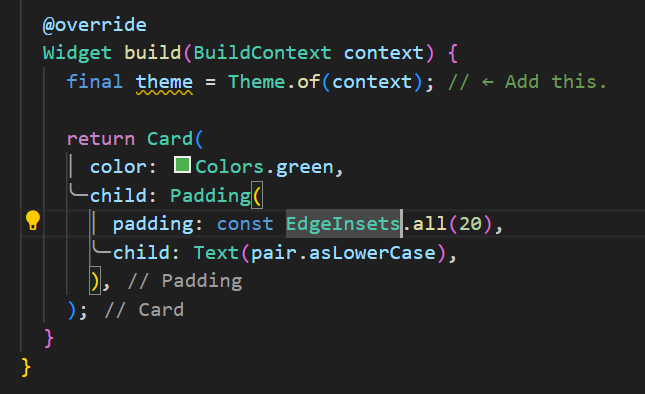 @override
Widget build(BuildContext context) {
final theme = Theme.of(context); // ← Add this.
return Card(
color: Colors.green,
child: Padding(
padding: const EdgeInsets.all(20),
child: Text(pair.asLowerCase),
), // Padding
); // Card
}
}